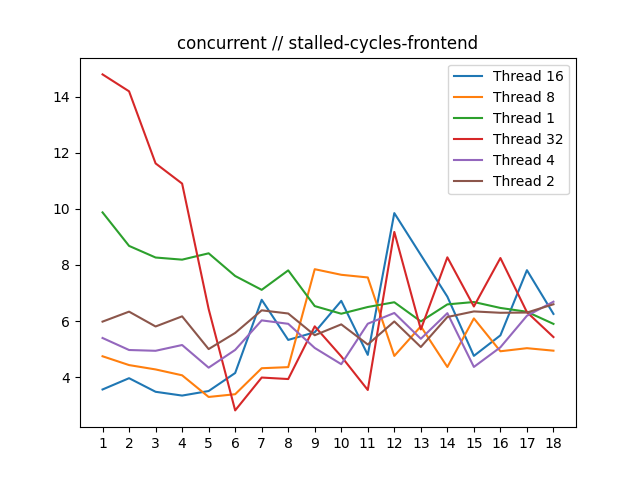 concurrent // stalled-cycles-frontend
14
12
10
8
6
4
Thread 16
Thread 8
Thread 1
Thread 32
Thread 4
Thread 2
1 2 3 4 5 6 7 8 9 10 11 12 13 14 15 16 17 18